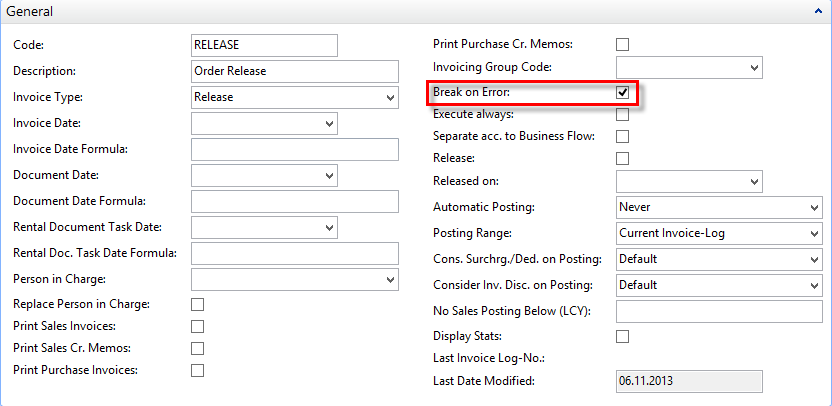 General
Code: RELEASE
Description: Order Release
Invoice Type: Release
Invoice Date:
Invoice Date Formula:
Document Date:
Document Date Formula:
Rental Document Task Date:
Rental Doc. Task Date Formula:
Person in Charge:
Replace Person in Charge:
Print Sales Invoices:
Print Sales Cr. Memos:
Print Purchase Invoices:
Print Purchase Cr. Memos:
Invoicing Group Code:
Break on Error:
Execute always:
Separate acc. to Business Flow:
Release:
Released on:
Automatic Posting: Never
Posting Range: Current Invoice-Log
Cons. Surchrg./Ded. on Posting: Default
Consider Inv. Disc. on Posting: Default
No Sales Posting Below (LCY):
Display Stats:
Last Invoice Log-No.:
Last Date Modified: 06.11.2013